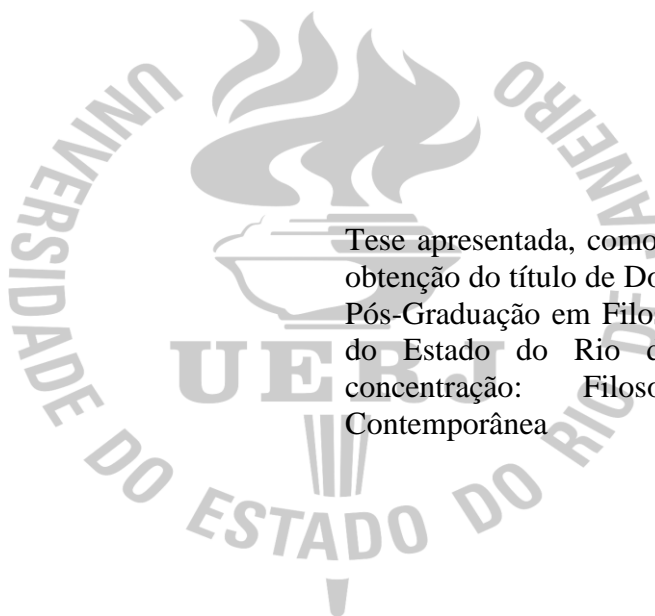 UNIVERSIDADE DO ESTADO DO RIO DE JANEIRO
UERJ
Tese apresentada, como
obtenção do título de Do
Pós-Graduação em Filos
do Estado do Rio d
concentração: Filoso
Contemporânea